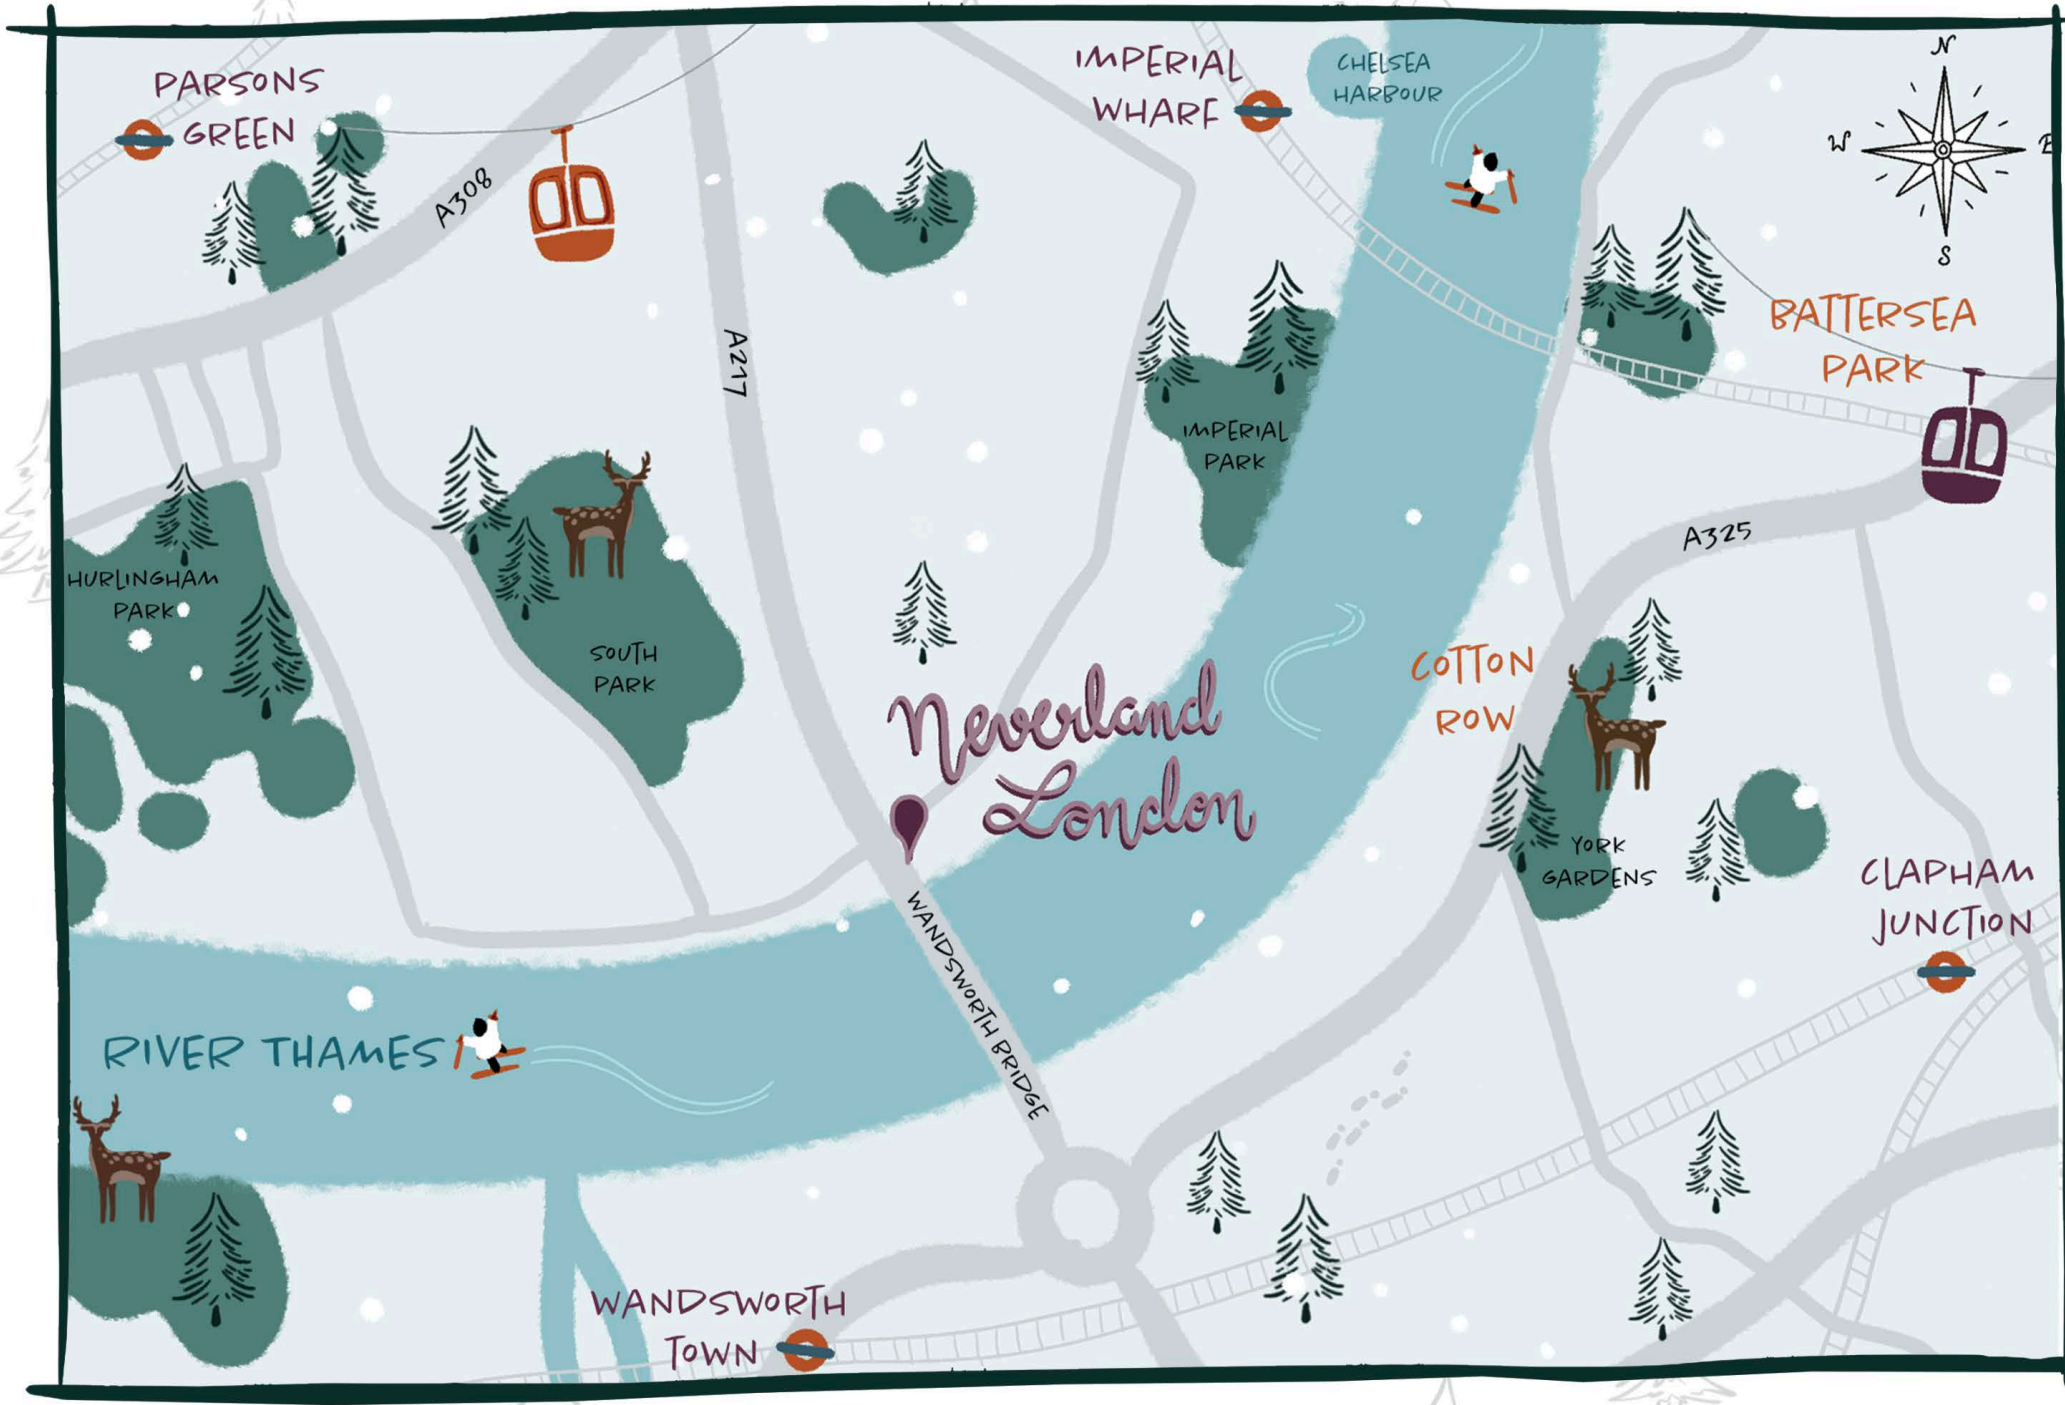 PARSONS
GREEN
IMPERIAL
WHARF
CHELSEA
HARBOUR
N
W
E
S
A308
BATTERSEA
PARK
A217
IMPERIAL
PARK
A325
HURLINGHAM
PARK
SOUTH
PARK
COTTON
ROW
Neverland
London
YORK
GARDENS
CLAPHAM
JUNCTION
WANDSWORTH BRIDGE
RIVER THAMES
WANDSWORTH
TOWN